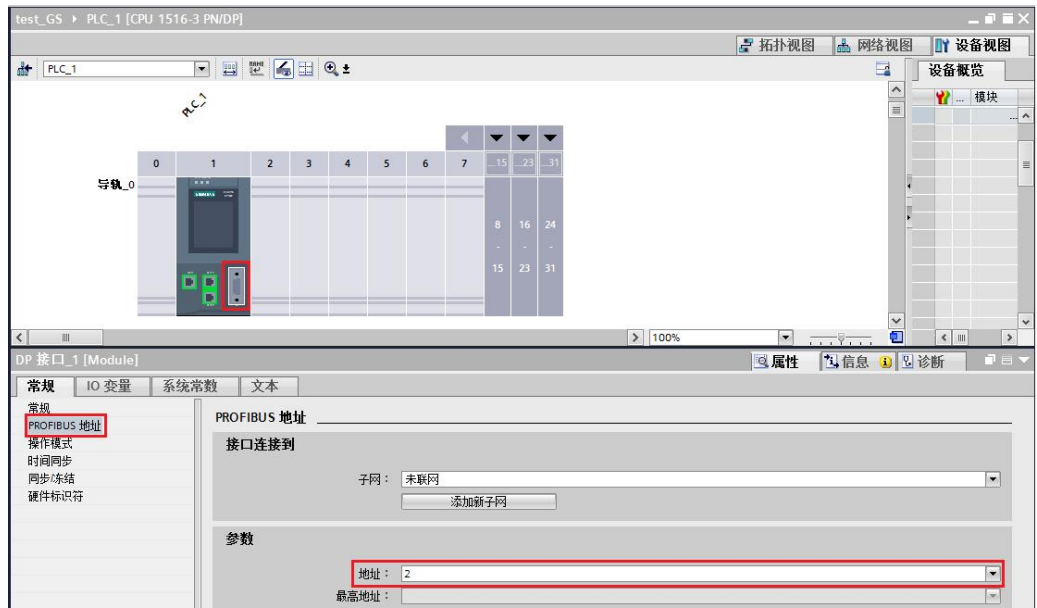 test_GS ▸ PLC_1 [CPU 1516-3 PN/DP]
拓扑视图 网络视图 设备视图
PLC_1 设备概览
... 模块
PLC_1
...
0 1 2 3 4 5 6 7 ...15 ...23 ...31
导轨_0
SIEMENS
8 16 24
- - -
15 23 31
100%
DP 接口_1 [Module] 属性 信息 诊断
常规 IO 变量 系统常数 文本
常规
PROFIBUS 地址
操作模式
时间同步
同步/冻结
硬件标识符
PROFIBUS 地址
接口连接到
子网： 未联网
添加新子网
参数
地址： 2
最高地址：